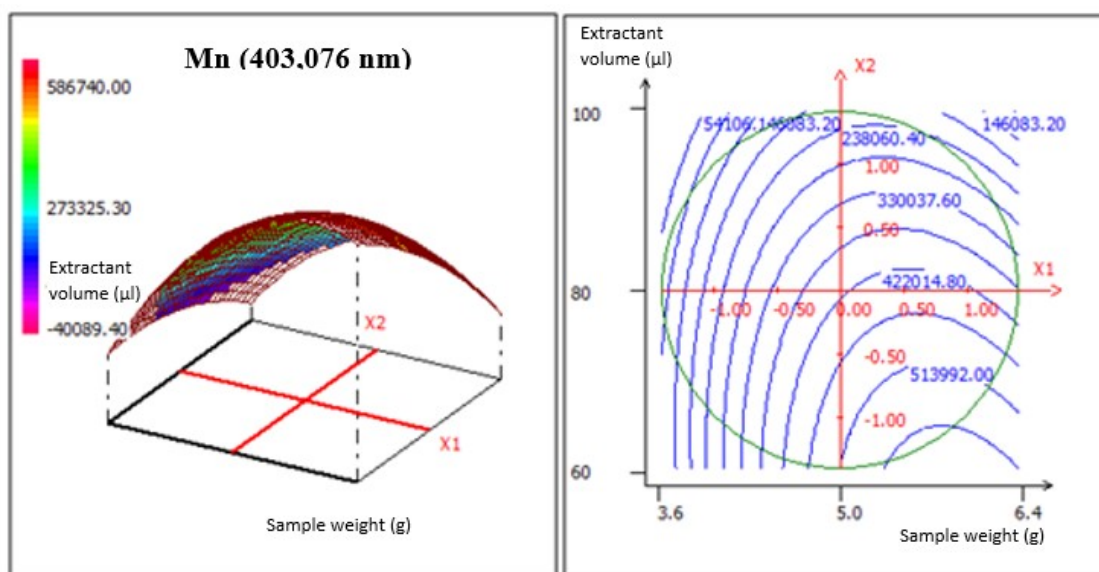 Mn (403,076 nm)
586740.00
273325.30
-40089.40
Extractant
volume (µl)
X2
X1
Sample weight (g)
Extractant
volume (µl)
X2
100
54106.146083.20
238060.40
146083.20
1.00
330037.60
0.50
X1
80
422014.80
-1.00 -0.50 0.00 0.50 1.00
-0.50
513992.00
-1.00
60
3.6 5.0 6.4
Sample weight (g)